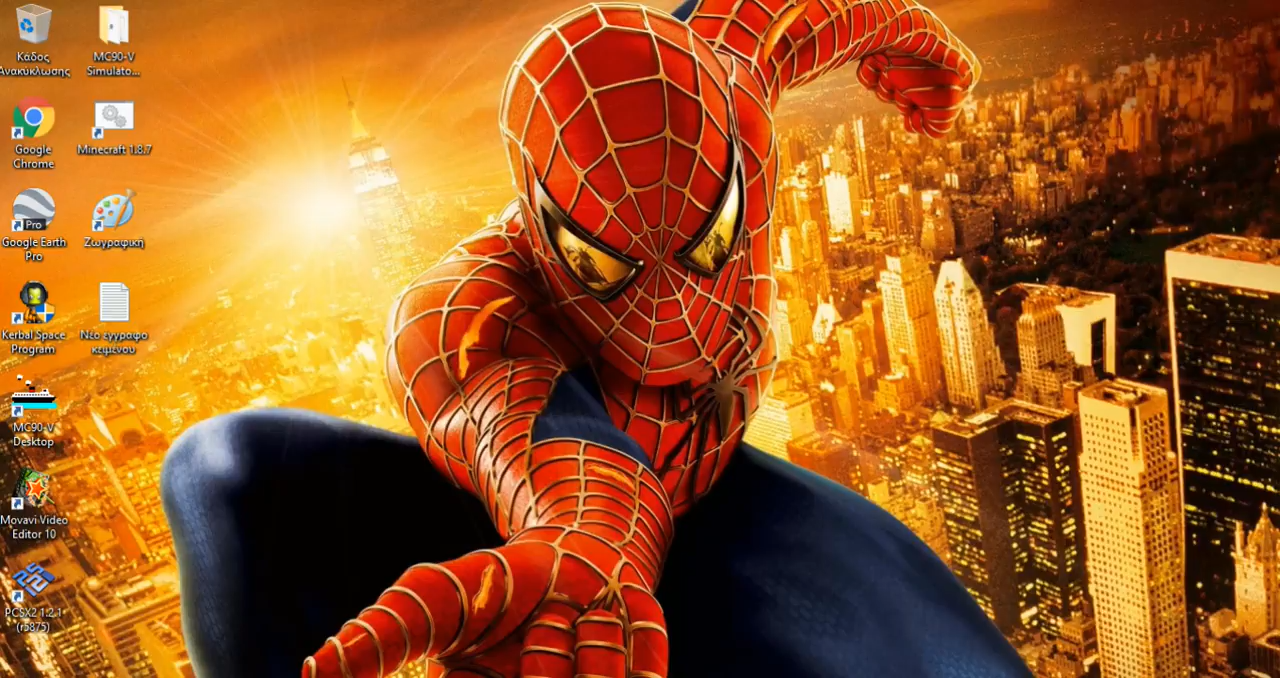 Κάδος
Ανακύκλωσης
MC90-V
Simulato...
Google
Chrome
Minecraft 1.8.7
Pro
Google Earth
Pro
Ζωγραφική
Kerbal Space
Program
Νέο έγγραφο
κειμένου
MC90-V
Desktop
Movavi Video
Editor 10
PCSX2 1.2.1
(r5875)